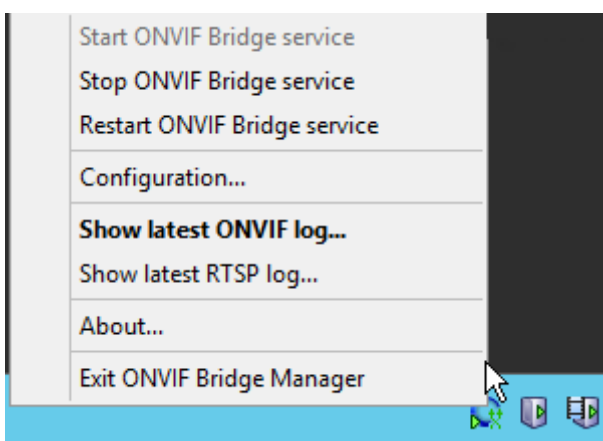 Start ONVIF Bridge service
Stop ONVIF Bridge service
Restart ONVIF Bridge service
Configuration...
Show latest ONVIF log...
Show latest RTSP log...
About...
Exit ONVIF Bridge Manager